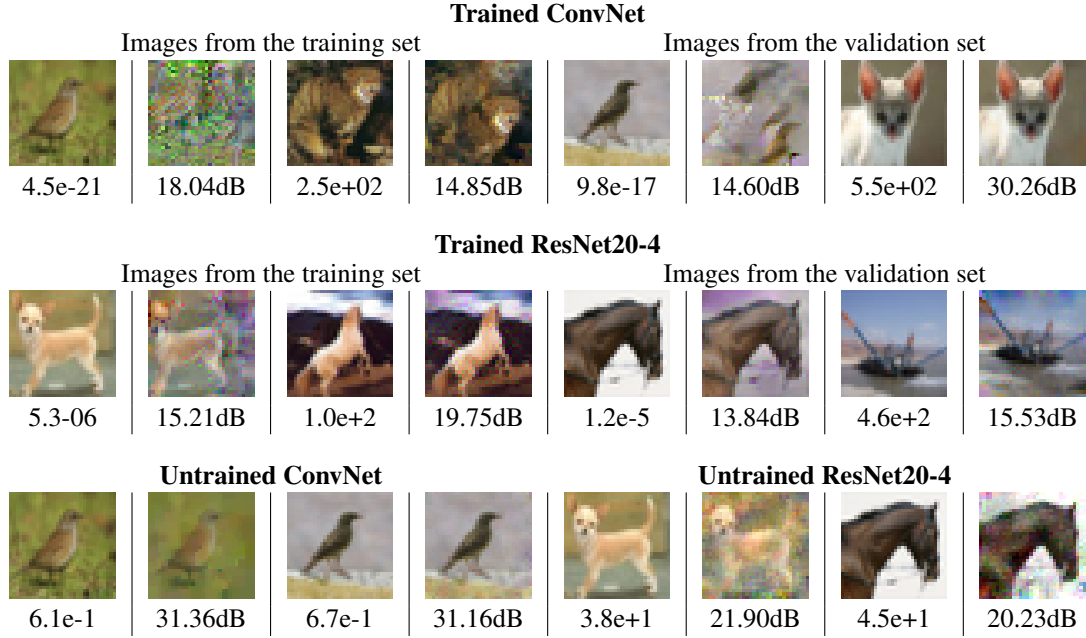 Trained ConvNet
Images from the training set Images from the validation set
4.5e-21 18.04dB 2.5e+02 14.85dB 9.8e-17 14.60dB 5.5e+02 30.26dB
Trained ResNet20-4
Images from the training set Images from the validation set
5.3-06 15.21dB 1.0e+2 19.75dB 1.2e-5 13.84dB 4.6e+2 15.53dB
Untrained ConvNet Untrained ResNet20-4
6.1e-1 31.36dB 6.7e-1 31.16dB 3.8e+1 21.90dB 4.5e+1 20.23dB